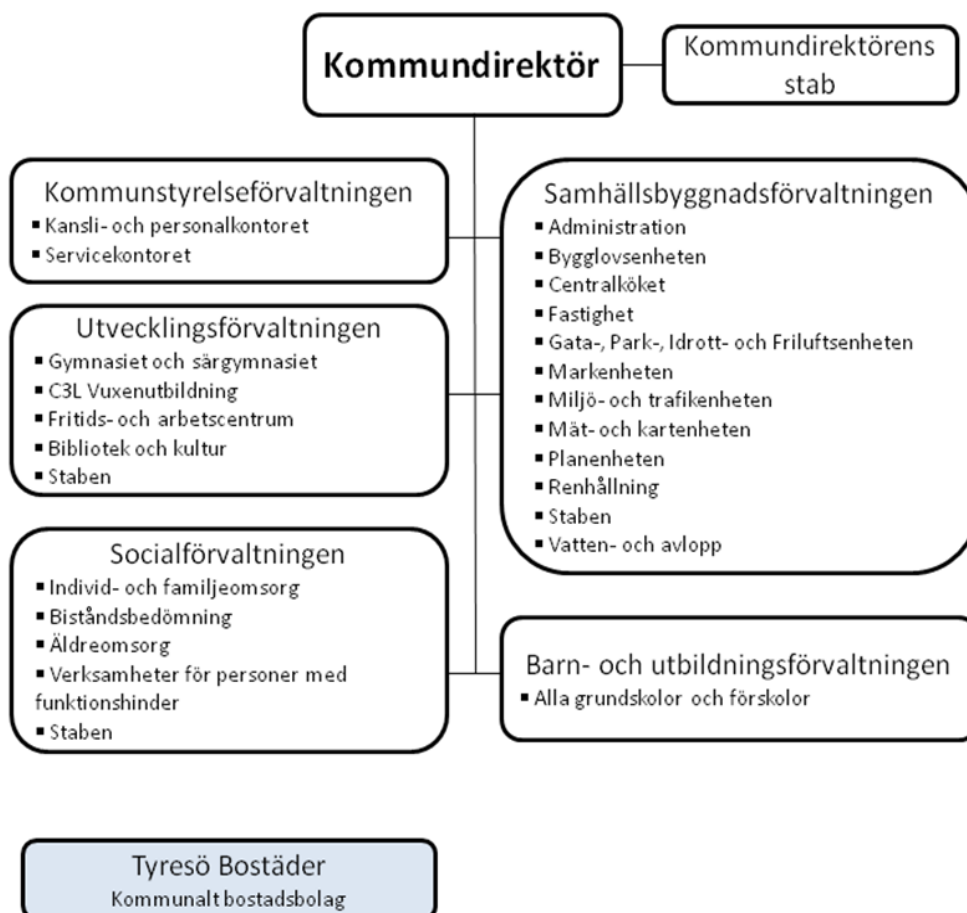 Kommundirektör
Kommundirektörens
stab
Kommunstyrelseförvaltningen
▪ Kansli- och personalkontoret
▪ Servicekontoret
Utvecklingsförvaltningen
▪ Gymnasiet och särgymnasiet
▪ C3L Vuxenutbildning
▪ Fritids- och arbetscentrum
▪ Bibliotek och kultur
▪ Staben
Socialförvaltningen
▪ Individ- och familjeomsorg
▪ Biståndsbedömning
▪ Äldreomsorg
▪ Verksamheter för personer med
funktionshinder
▪ Staben
Samhällsbyggnadsförvaltningen
▪ Administration
▪ Bygglovsenheten
▪ Centralköket
▪ Fastighet
▪ Gata-, Park-, Idrott- och Friluftsenheten
▪ Markenheten
▪ Miljö- och trafikenheten
▪ Mät- och kartenheten
▪ Planenheten
▪ Renhållning
▪ Staben
▪ Vatten- och avlopp
Barn- och utbildningsförvaltningen
▪ Alla grundskolor och förskolor
Tyresö Bostäder
Kommunalt bostadsbolag